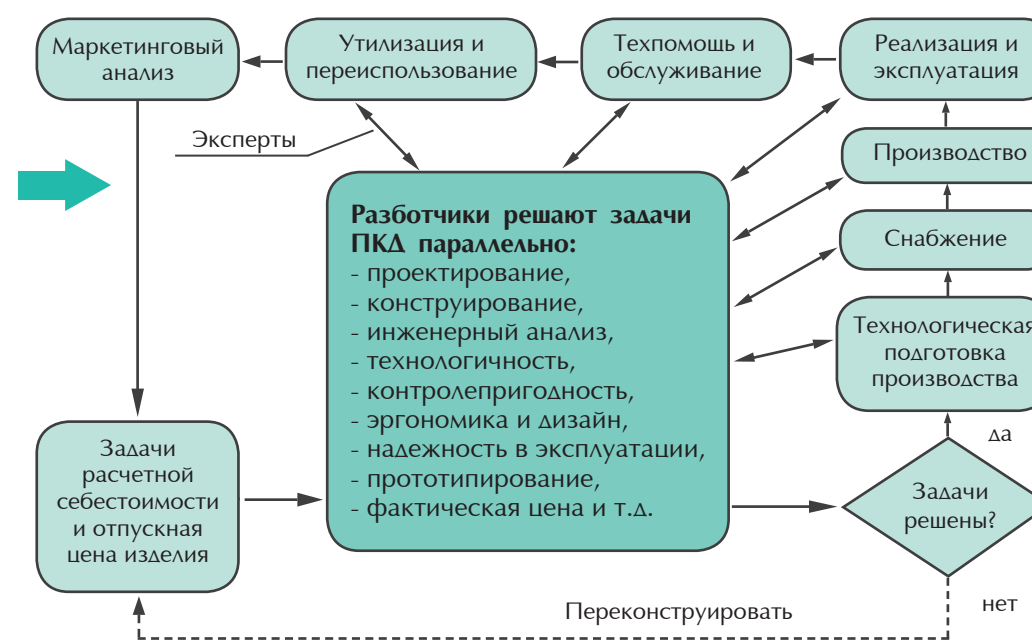 Маркетинговый
анализ
Утилизация и
переиспользование
Техпомощь и
обслуживание
Реализация и
эксплуатация
Эксперты
Производство
Снабжение
Технологическая
подготовка
производства
Разботчики решают задачи
ПКД параллельно:
- проектирование,
- конструирование,
- инженерный анализ,
- технологичность,
- контролепригодность,
- эргономика и дизайн,
- надежность в эксплуатации,
- прототипирование,
- фактическая цена и т.д.
Задачи
расчетной
себестоимости
и отпускная
цена изделия
да
Задачи
решены?
нет
Переконструировать